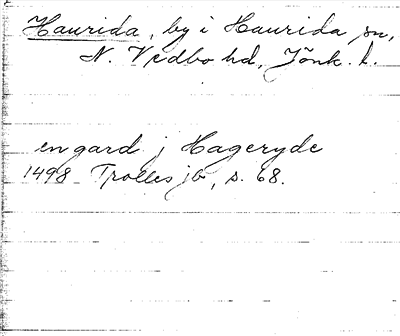 Haurida, by i Haurida sn,
N. Vedbo hd, Jönk. l.
en gard j Hageryde
1498 Trolles jb, s. 68.